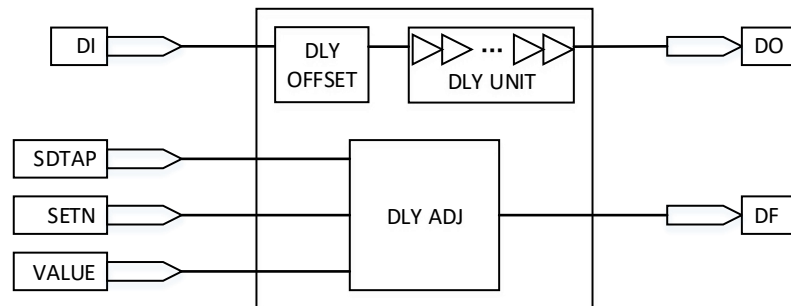 DI
DLY
OFFSET
...
DLY UNIT
DO
SDTAP
SETN
DLY ADJ
DF
VALUE